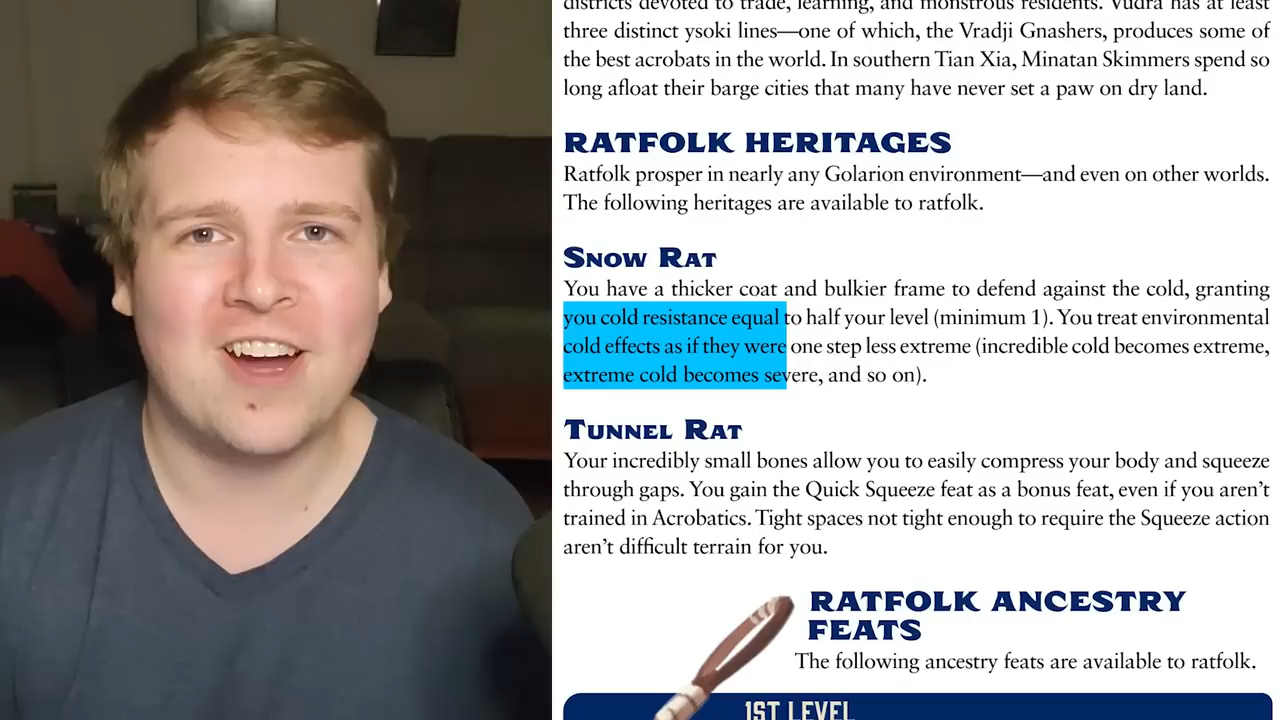 districts devoted to trade, learning, and monstrous residents. Vudra has at least
three distinct ysoki lines—one of which, the Vradji Gnashers, produces some of
the best acrobats in the world. In southern Tian Xia, Minatan Skimmers spend so
long afloat their barge cities that many have never set a paw on dry land.
RATFOLK HERITAGES
Ratfolk prosper in nearly any Golarion environment—and even on other worlds.
The following heritages are available to ratfolk.
SNOW RAT
You have a thicker coat and bulkier frame to defend against the cold, granting
you cold resistance equal to half your level (minimum 1). You treat environmental
cold effects as if they were one step less extreme (incredible cold becomes extreme,
extreme cold becomes severe, and so on).
TUNNEL RAT
Your incredibly small bones allow you to easily compress your body and squeeze
through gaps. You gain the Quick Squeeze feat as a bonus feat, even if you aren't
trained in Acrobatics. Tight spaces not tight enough to require the Squeeze action
aren't difficult terrain for you.
RATFOLK ANCESTRY
FEATS
The following ancestry feats are available to ratfolk.
1ST LEVEL